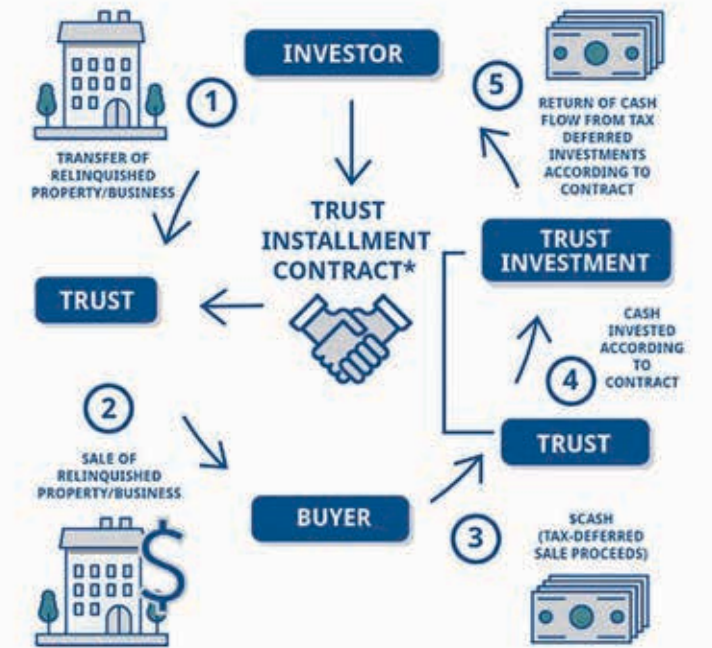 INVESTOR
1
TRANSFER OF
RELINQUISHED
PROPERTY/BUSINESS
TRUST
INSTALLMENT
CONTRACT*
TRUST
2
SALE OF
RELINQUISHED
PROPERTY/BUSINESS
$
BUYER
3
$CASH
(TAX-DEFERRED
SALE PROCEEDS)
TRUST
4
CASH
INVESTED
ACCORDING
TO
CONTRACT
TRUST
INVESTMENT
5
RETURN OF CASH
FLOW FROM TAX
DEFERRED
INVESTMENTS
ACCORDING TO
CONTRACT